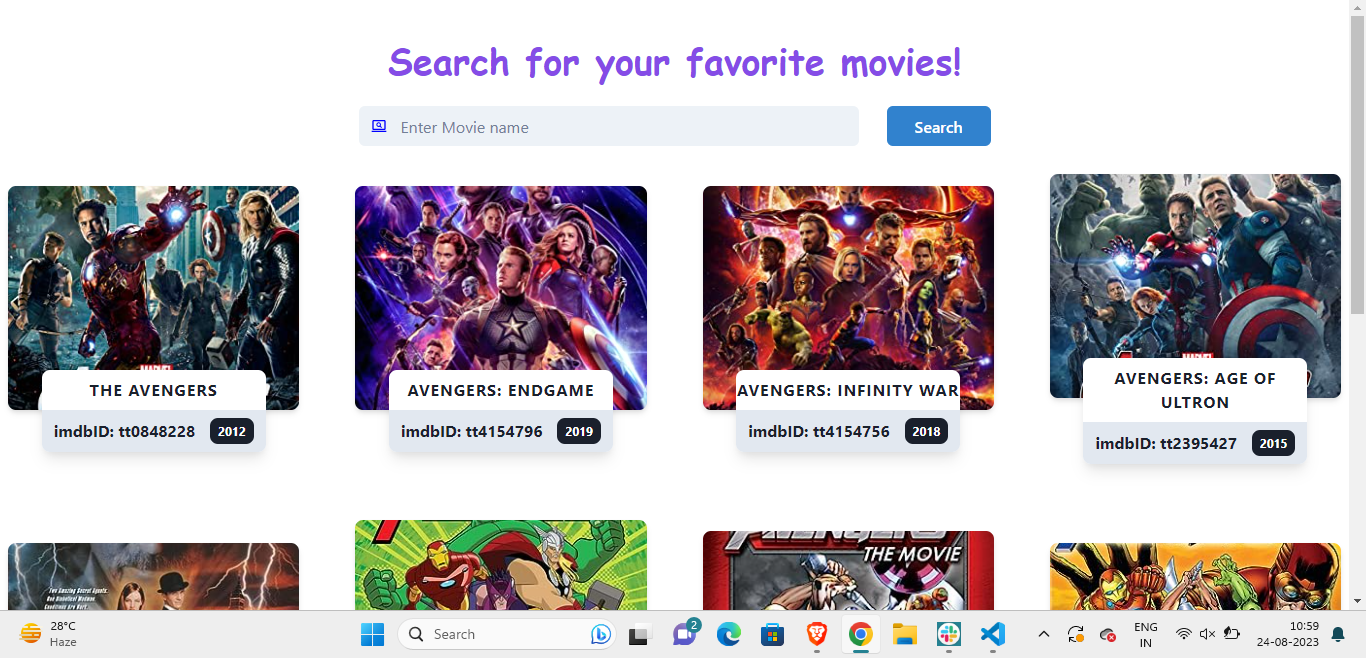 Search for your favorite movies!
Enter Movie name
Search
THE AVENGERS
imdbID: tt0848228 2012
AVENGERS: ENDGAME
imdbID: tt4154796 2019
AVENGERS: INFINITY WAR
imdbID: tt4154756 2018
AVENGERS: AGE OF
ULTRON
imdbID: tt2395427 2015
THE MOVIE
28°C
Haze
Search
2
ENG
IN
10:59
24-08-2023